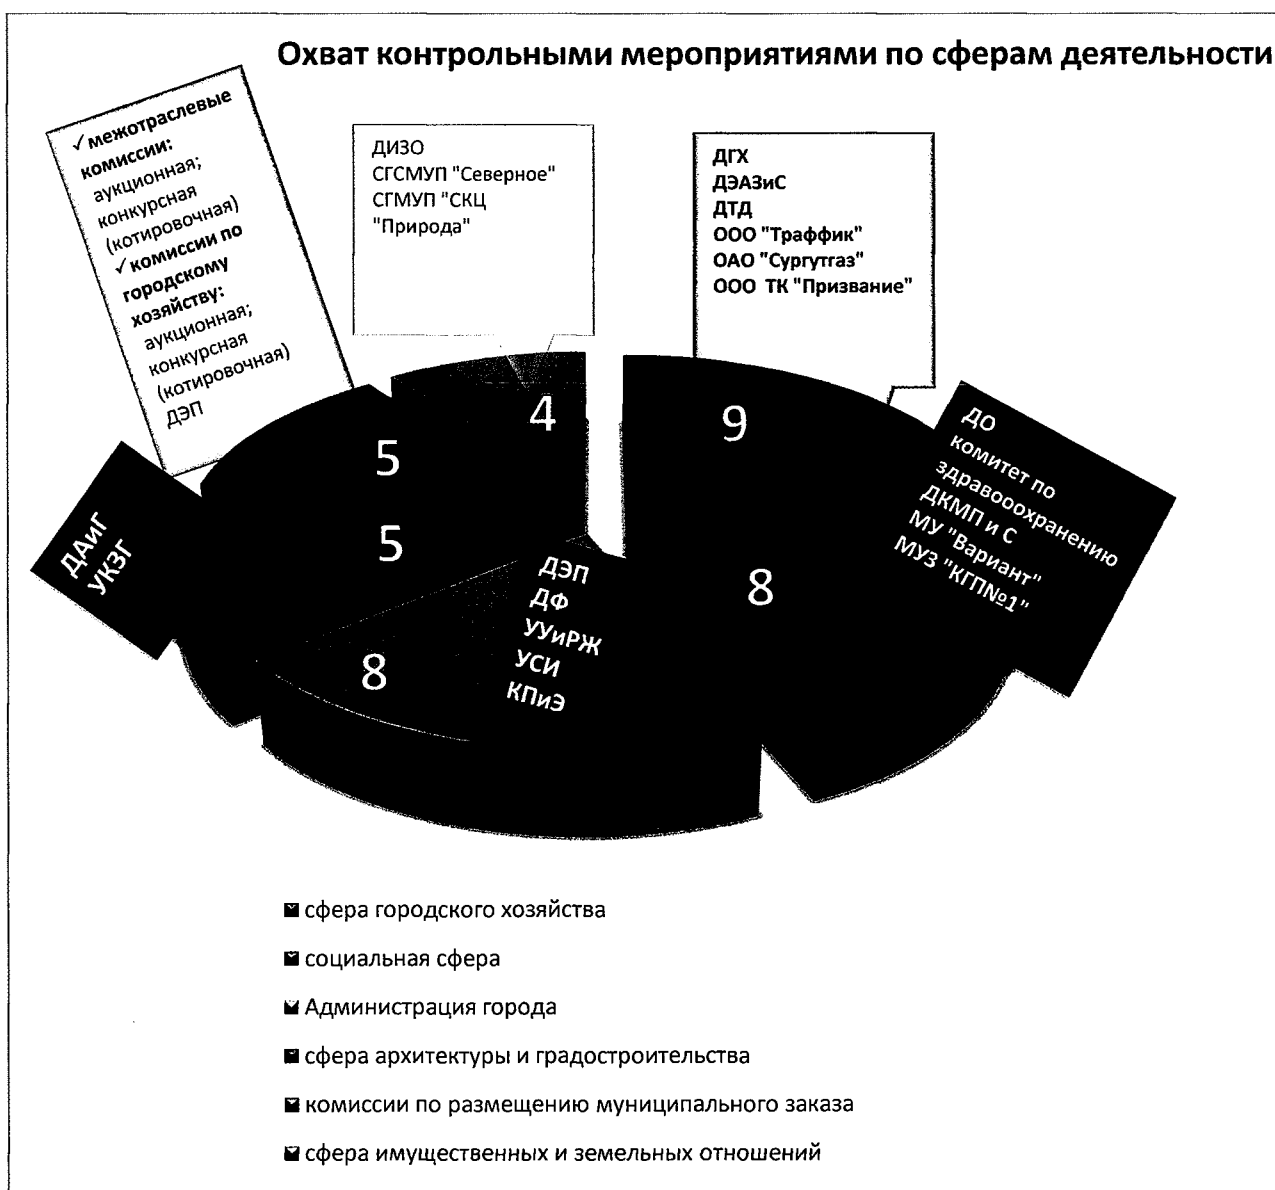 Охват контрольными мероприятиями по сферам деятельности
✓межотраслевые
комиссии:
аукционная;
конкурсная
(котировочная)
✓комиссии по
городскому
хозяйству:
аукционная;
конкурсная
(котировочная)
ДЭП
ДИЗО
СГСМУП "Северное"
СГМУП "СКЦ
"Природа"
ДГХ
ДЭАЗиС
ДТД
ООО "Траффик"
ОАО "Сургутгаз"
ООО ТК "Призвание"
ДО
комитет по
здравооохранению
ДКМП и С
МУ "Вариант"
МУЗ "КГП№1"
ДАиГ
УКЗГ
4
9
5
5
8
8
ДЭП
ДФ
УУиРЖ
УСИ
КПиЭ
сфера городского хозяйства
социальная сфера
Администрация города
сфера архитектуры и градостроительства
комиссии по размещению муниципального заказа
сфера имущественных и земельных отношений